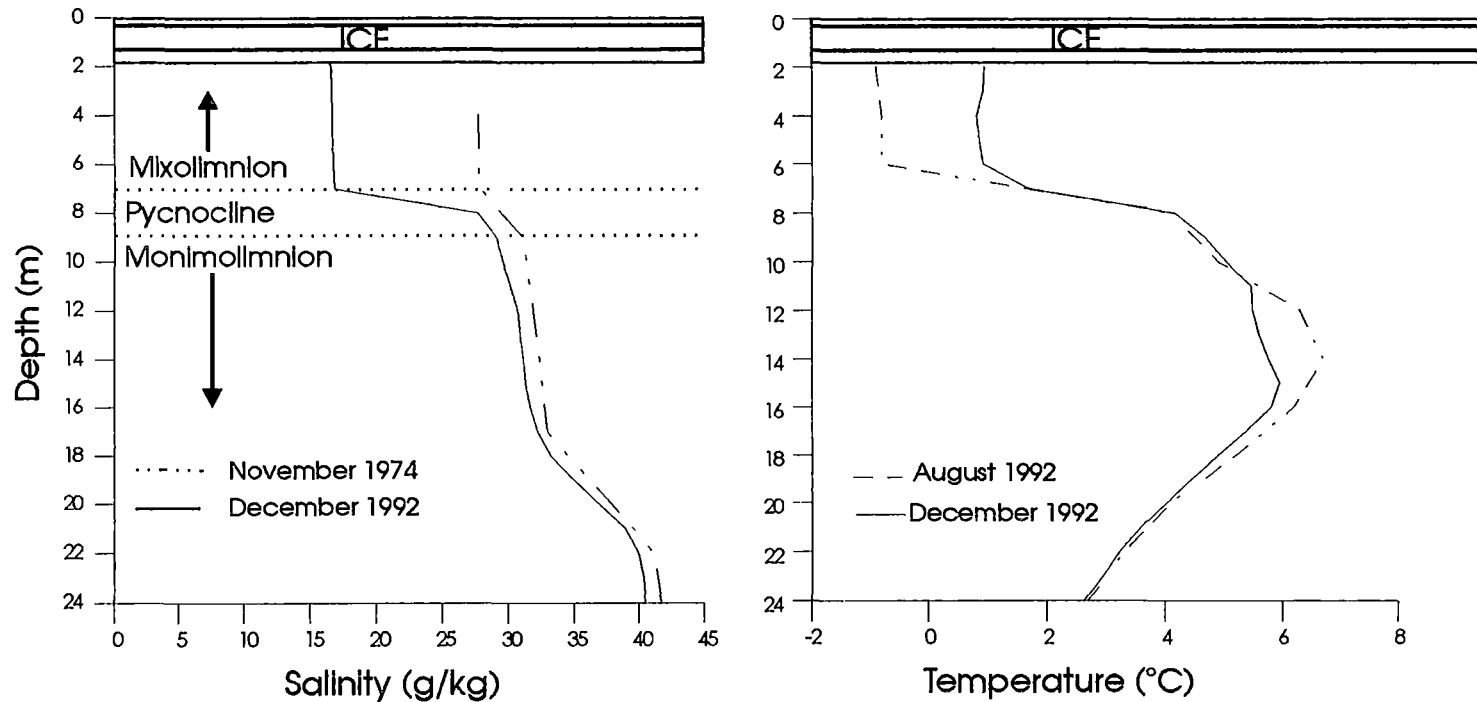 0
2
4
6
8
10
12
14
16
18
20
22
24
Depth (m)
ICE
Mixolimnion
Pycnocline
Monimolimnion
November 1974
December 1992
0 5 10 15 20 25 30 35 40 45
Salinity (g/kg)
0
2
4
6
8
10
12
14
16
18
20
22
24
ICE
August 1992
December 1992
-2 0 2 4 6 8
Temperature (°C)